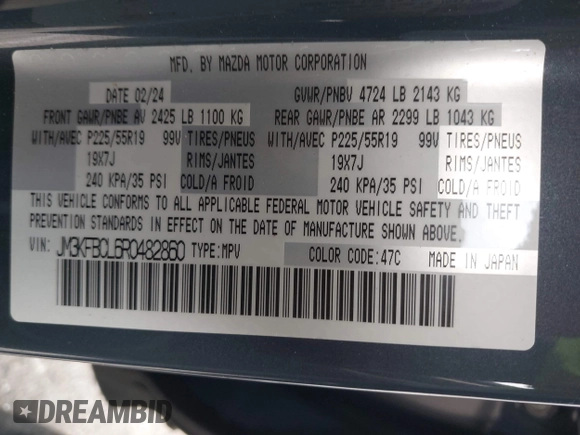 MFD. BY MAZDA MOTOR CORPORATION
DATE 02/24 GVWR/PNBV 4724 LB 2143 KG
FRONT GAWR/PNBE AV 2425 LB 1100 KG REAR GAWR/PNBE AR 2299 LB 1043 KG
WITH/AVEC P225/55R19 99V TIRES/PNEUS WITH/AVEC P225/55R19 99V TIRES/PNEUS
19X7J RIMS/JANTES 19X7J RIMS/JANTES
240 KPA/35 PSI COLD/A FROID 240 KPA/35 PSI COLD/A FROID
THIS VEHICLE CONFORMS TO ALL APPLICABLE FEDERAL MOTOR VEHICLE SAFETY AND THEFT
PREVENTION STANDARDS IN EFFECT ON THE DATE OF MANUFACTURE SHOWN ABOVE.
VIN: JM3KFBCL6R0482860 TYPE: MPV COLOR CODE: 47C MADE IN JAPAN
DREAMBID